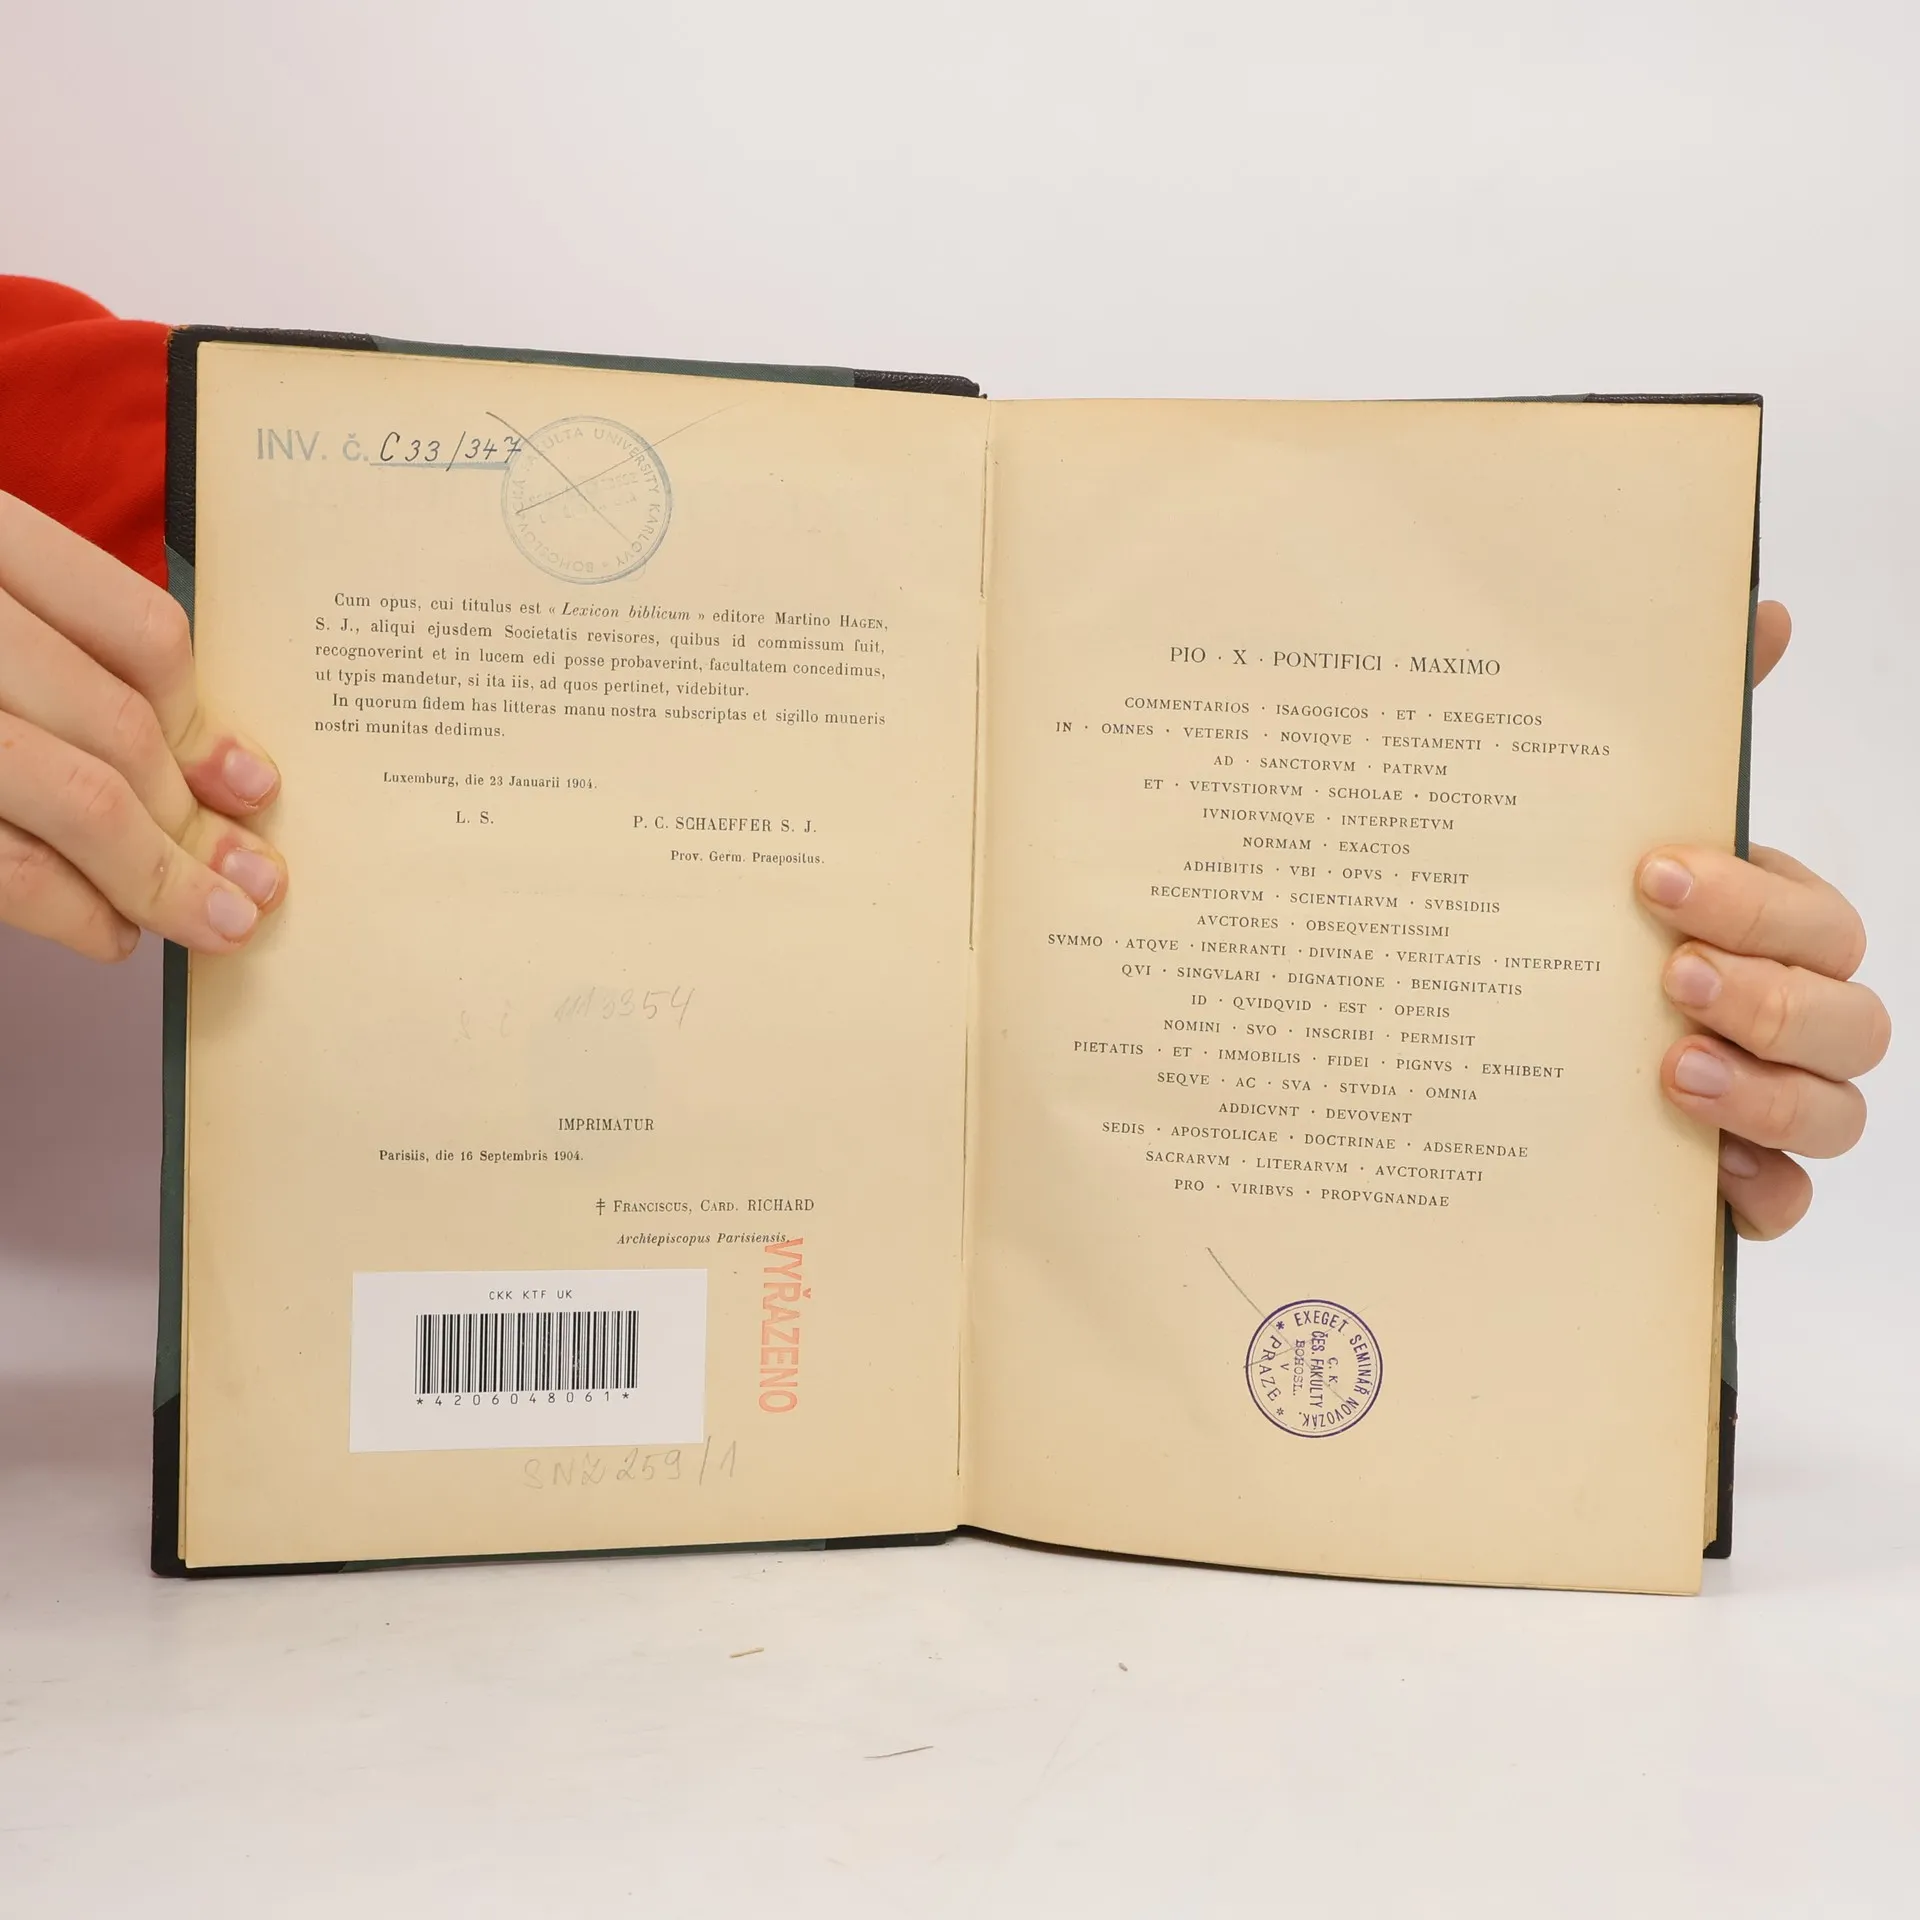 INV. č. C 33/347
FAKULTA UNIVERSITY KARLOVY * BOHOSLOVECKÁ
Cum opus, cui titulus est « Lexicon biblicum » editore Martino HAGEN,
S. J., aliqui ejusdem Societatis revisores, quibus id commissum fuit,
recognoverint et in lucem edi posse probaverint, facultatem concedimus,
ut typis mandetur, si ita iis, ad quos pertinet, videbitur.
In quorum fidem has litteras manu nostra subscriptas et sigillo muneris
nostri munitas dedimus.
Luxemburg, die 23 Januarii 1904.
L. S.
P. C. SCHAEFFER S. J.
Prov. Germ. Praepositus.
IMPRIMATUR
Parisiis, die 16 Septembris 1904.
‡ FRANCISCUS, CARD. RICHARD
Archiepiscopus Parisiensis.
VYŘAZENO
CKK KTF UK
*4206048061*
SNZ 259/1
PIO · X · PONTIFICI · MAXIMO
COMMENTARIOS · ISAGOGICOS · ET · EXEGETICOS
IN · OMNES · VETERIS · NOVIQVE · TESTAMENTI · SCRIPTVRAS
AD · SANCTORVM · PATRVM
ET · VETVSTIORVM · SCHOLAE · DOCTORVM
IVNIORVMQVE · INTERPRETVM
NORMAM · EXACTOS
ADHIBITIS · VBI · OPVS · FVERIT
RECENTIORVM · SCIENTIARVM · SVBSIDIIS
AVCTORES · OBSEQVENTISSIMI
SVMMO · ATQVE · INERRANTI · DIVINAE · VERITATIS · INTERPRETI
QVI · SINGVLARI · DIGNATIONE · BENIGNITATIS
ID · QVIDQVID · EST · OPERIS
NOMINI · SVO · INSCRIBI · PERMISIT
PIETATIS · ET · IMMOBILIS · FIDEI · PIGNVS · EXHIBENT
SEQVE · AC · SVA · STVDIA · OMNIA
ADDICVNT · DEVOVENT
SEDIS · APOSTOLICAE · DOCTRINAE · ADSERENDAE
SACRARVM · LITERARVM · AVCTORITATI
PRO · VIRIBVS · PROPVGNANDAE
* EXEGET. SEMINÁŘ NOVOZÁK. * PRAZE
C. K.
ČES. FAKULTY
BOHOSL.
V